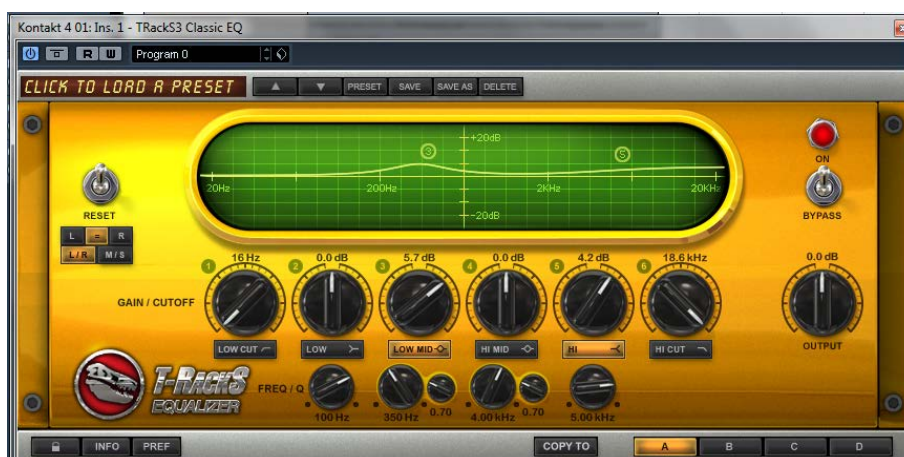 Kontakt 4 01: Ins. 1 - TRackS3 Classic EQ
R W Program 0
CLICK TO LOAD A PRESET PRESET SAVE SAVE AS DELETE
+20dB
3 5
ON
20Hz 200Hz 2KHz 20KHz
RESET
-20dB
BYPASS
L = R
L/R M/S
1 16 Hz 2 0.0 dB 3 5.7 dB 4 0.0 dB 5 4.2 dB 6 18.6 kHz 0.0 dB
GAIN / CUTOFF
LOW CUT LOW LOW MID HI MID HI HI CUT OUTPUT
T-RackS
EQUALIZER
FREQ / Q
100 Hz 350 Hz 0.70 4.00 kHz 0.70 5.00 kHz
INFO PREF COPY TO A B C D